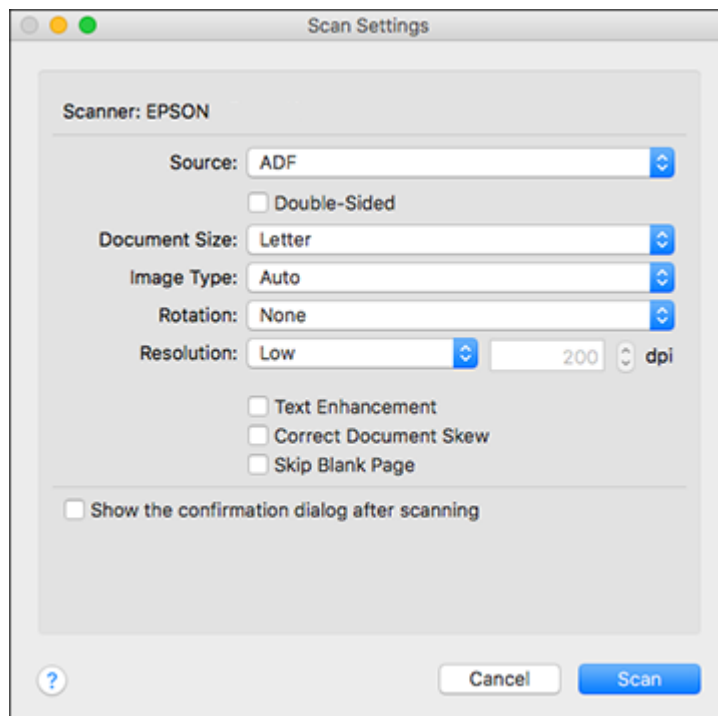 Scan Settings
Scanner: EPSON
Source: ADF
Double-Sided
Document Size: Letter
Image Type: Auto
Rotation: None
Resolution: Low 200 dpi
Text Enhancement
Correct Document Skew
Skip Blank Page
Show the confirmation dialog after scanning
? Cancel Scan